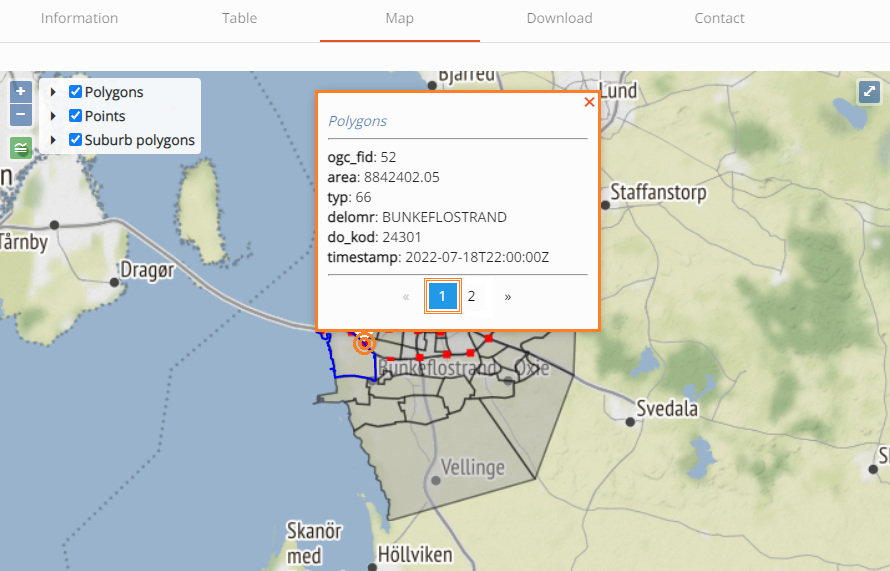 Information
Table
Map
Download
Contact
+
−
Polygons
Points
Suburb polygons
Bjärred
Lund
×
Polygons
ogc_fid: 52
area: 8842402.05
typ: 66
delomr: BUNKEFLOSTRAND
do_kod: 24301
timestamp: 2022-07-18T22:00:00Z
« 1 2 »
Staffanstorp
Tårnby
Dragør
Bunkeflostrand
Oxie
Svedala
Vellinge
Skanör
med
Höllviken